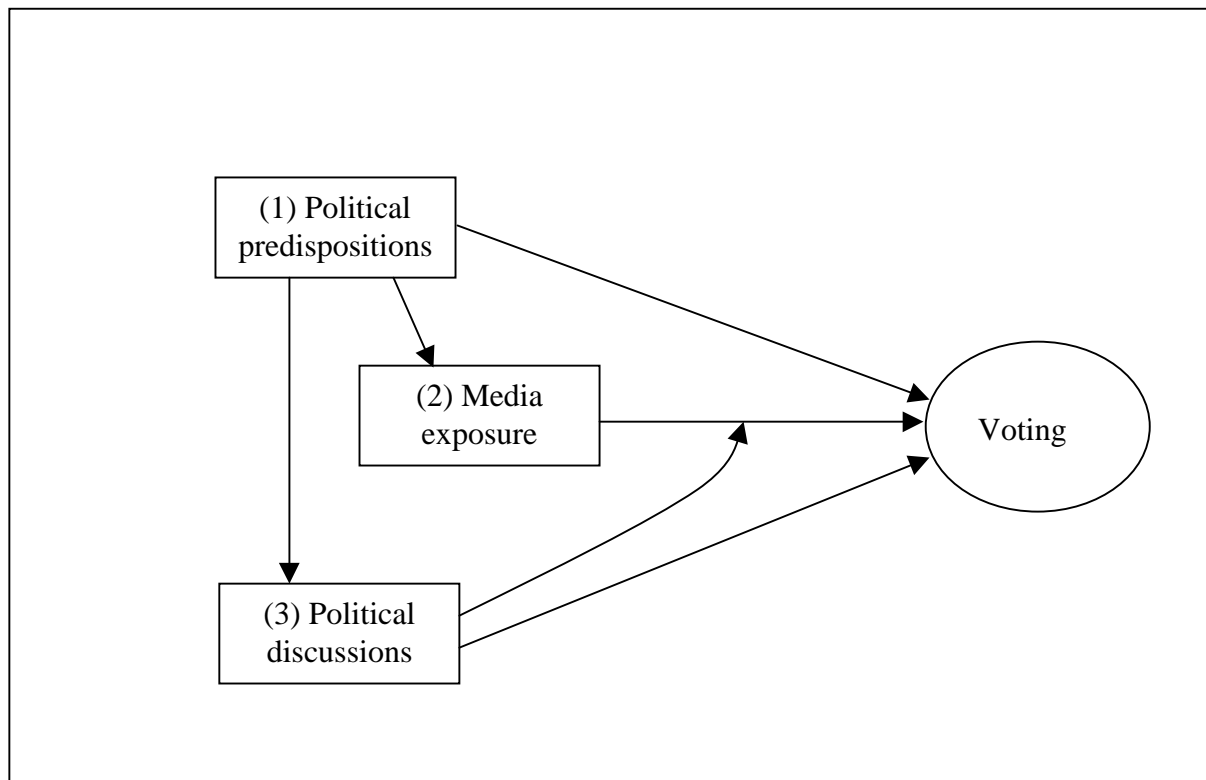 (1) Political
predispositions
(2) Media
exposure
Voting
(3) Political
discussions